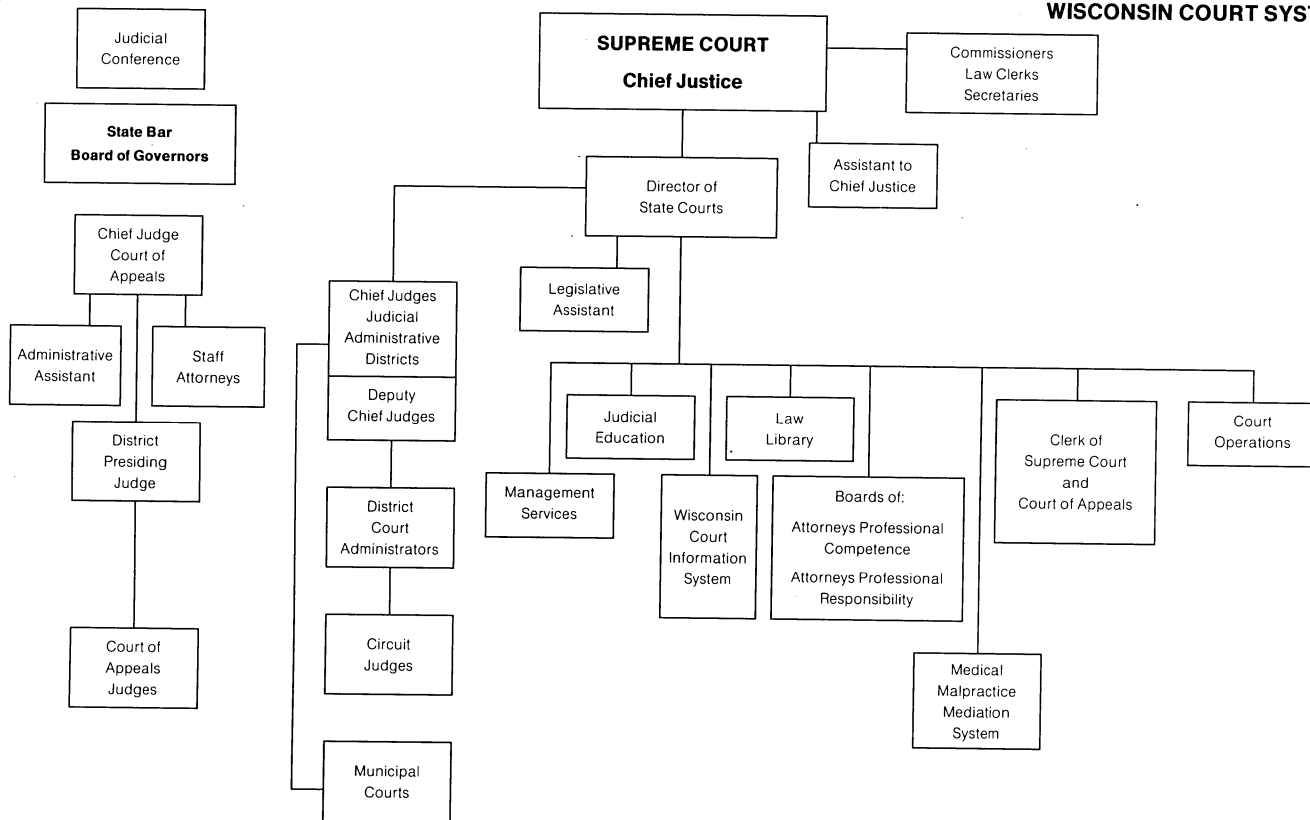 WISCONSIN COURT SYST
Judicial
Conference
SUPREME COURT
Chief Justice
Commissioners
Law Clerks
Secretaries
State Bar
Board of Governors
Director of
State Courts
Assistant to
Chief Justice
Chief Judge
Court of
Appeals
Legislative
Assistant
Chief Judges
Judicial
Administrative
Districts
Administrative
Assistant
Staff
Attorneys
Deputy
Chief Judges
Judicial
Education
Law
Library
Clerk of
Supreme Court
and
Court of Appeals
Court
Operations
District
Presiding
Judge
District
Court
Administrators
Management
Services
Wisconsin
Court
Information
System
Boards of:
Attorneys Professional
Competence
Attorneys Professional
Responsibility
Court of
Appeals
Judges
Circuit
Judges
Medical
Malpractice
Mediation
System
Municipal
Courts